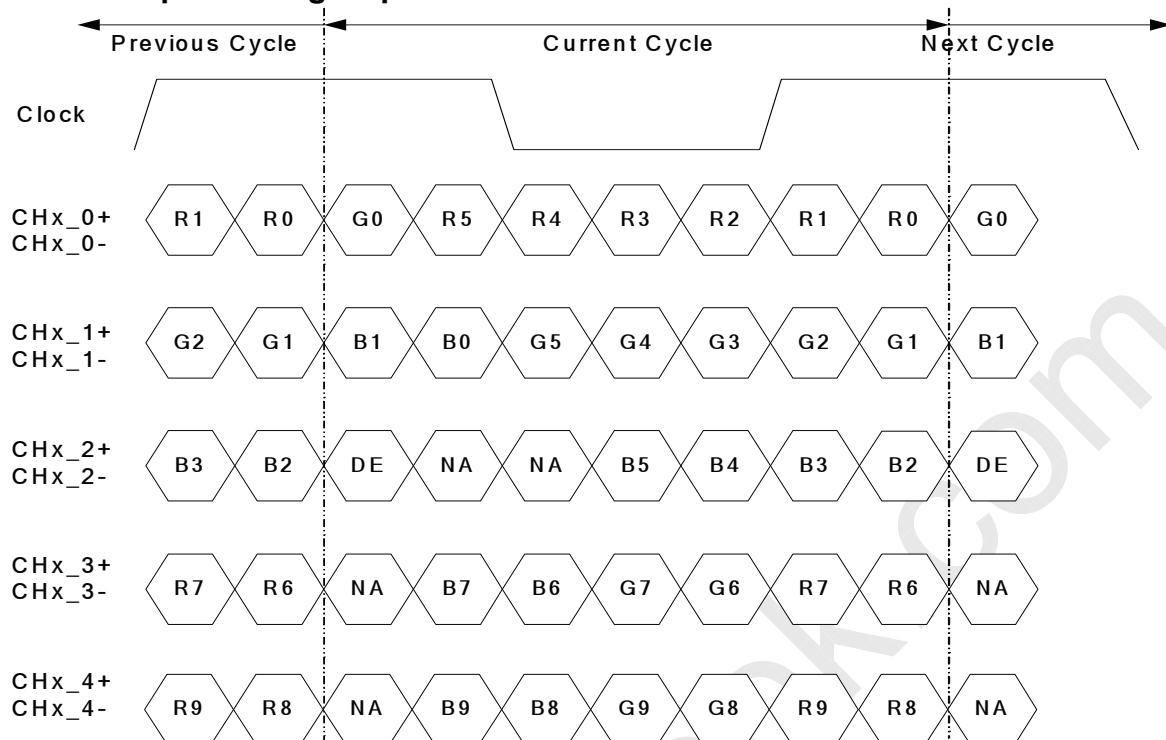 Previous Cycle Current Cycle Next Cycle
Clock
CHx_0+ R1 R0 G0 R5 R4 R3 R2 R1 R0 G0
CHx_0-
CHx_1+ G2 G1 B1 B0 G5 G4 G3 G2 G1 B1
CHx_1-
CHx_2+ B3 B2 DE NA NA B5 B4 B3 B2 DE
CHx_2-
CHx_3+ R7 R6 NA B7 B6 G7 G6 R7 R6 NA
CHx_3-
CHx_4+ R9 R8 NA B9 B8 G9 G8 R9 R8 NA
CHx_4-